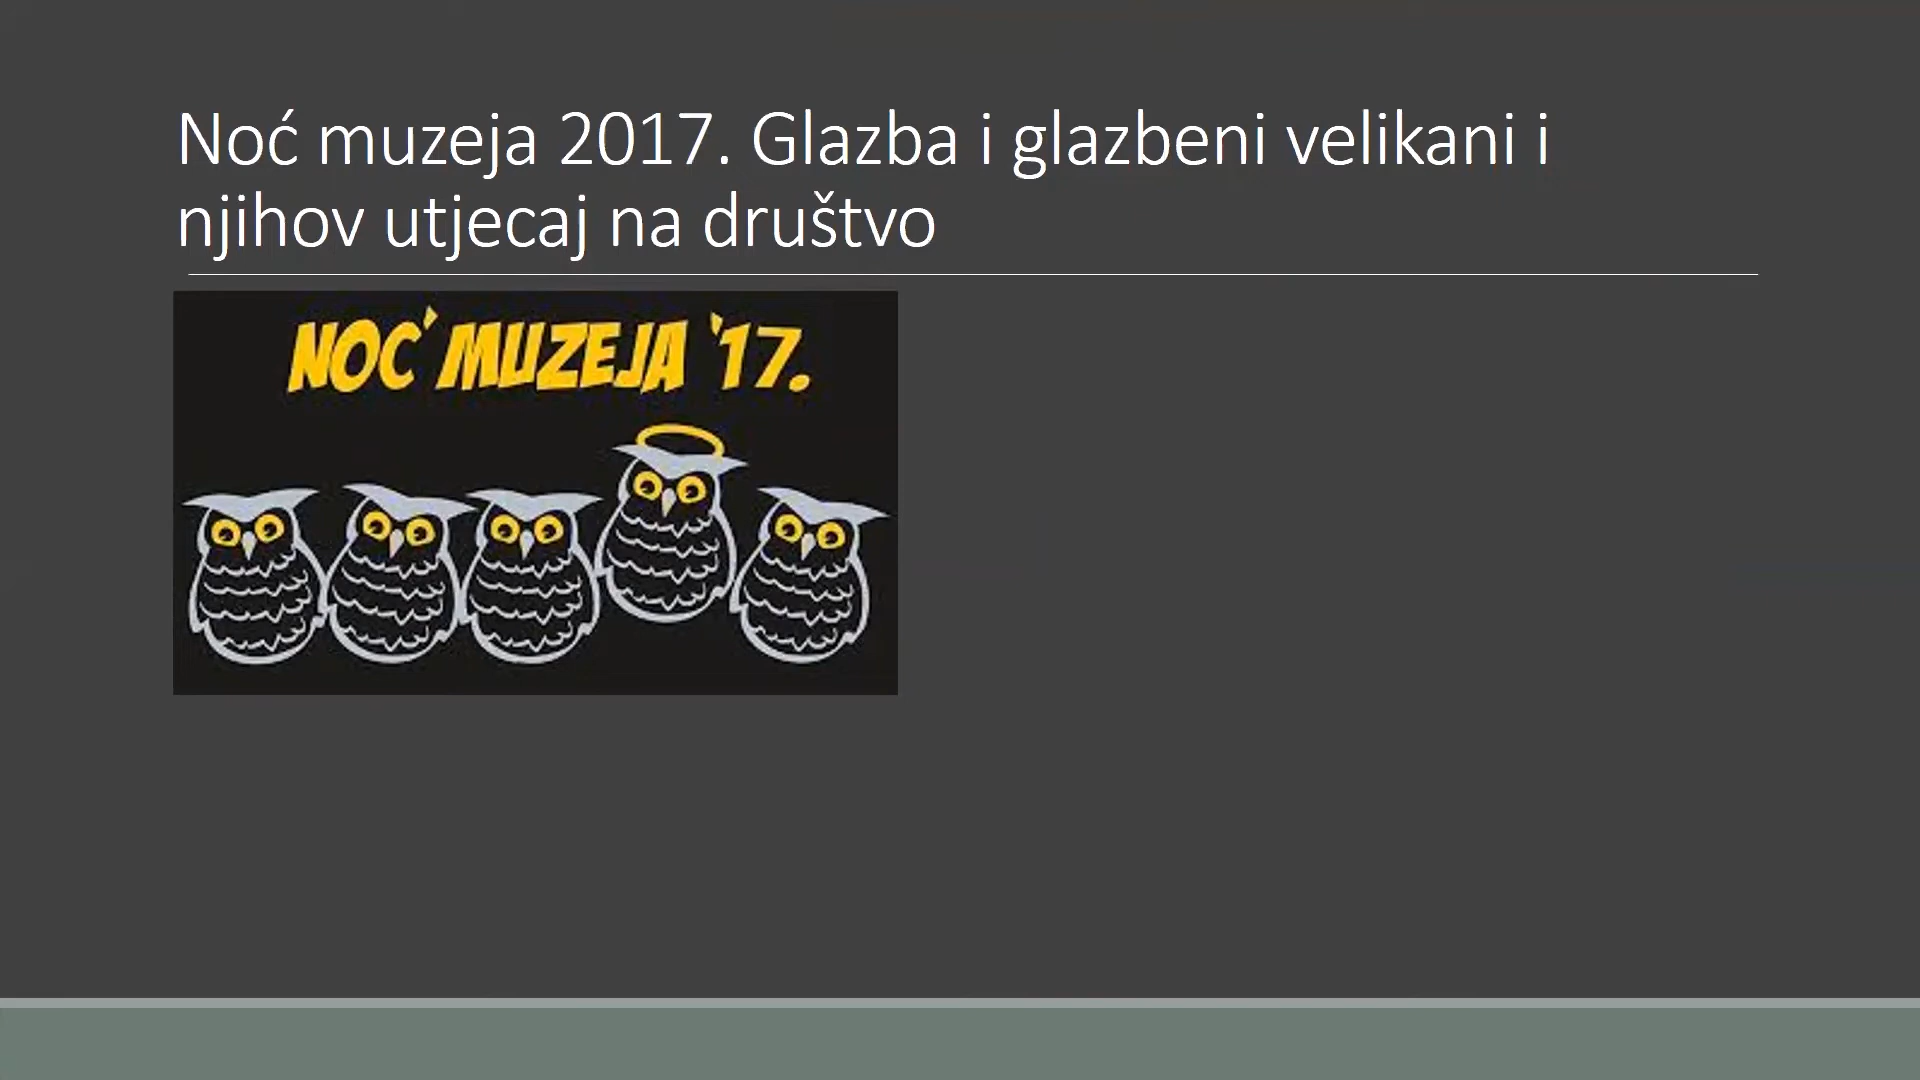 Noć muzeja 2017. Glazba i glazbeni velikani i
njihov utjecaj na društvo
NOĆ MUZEJA '17.